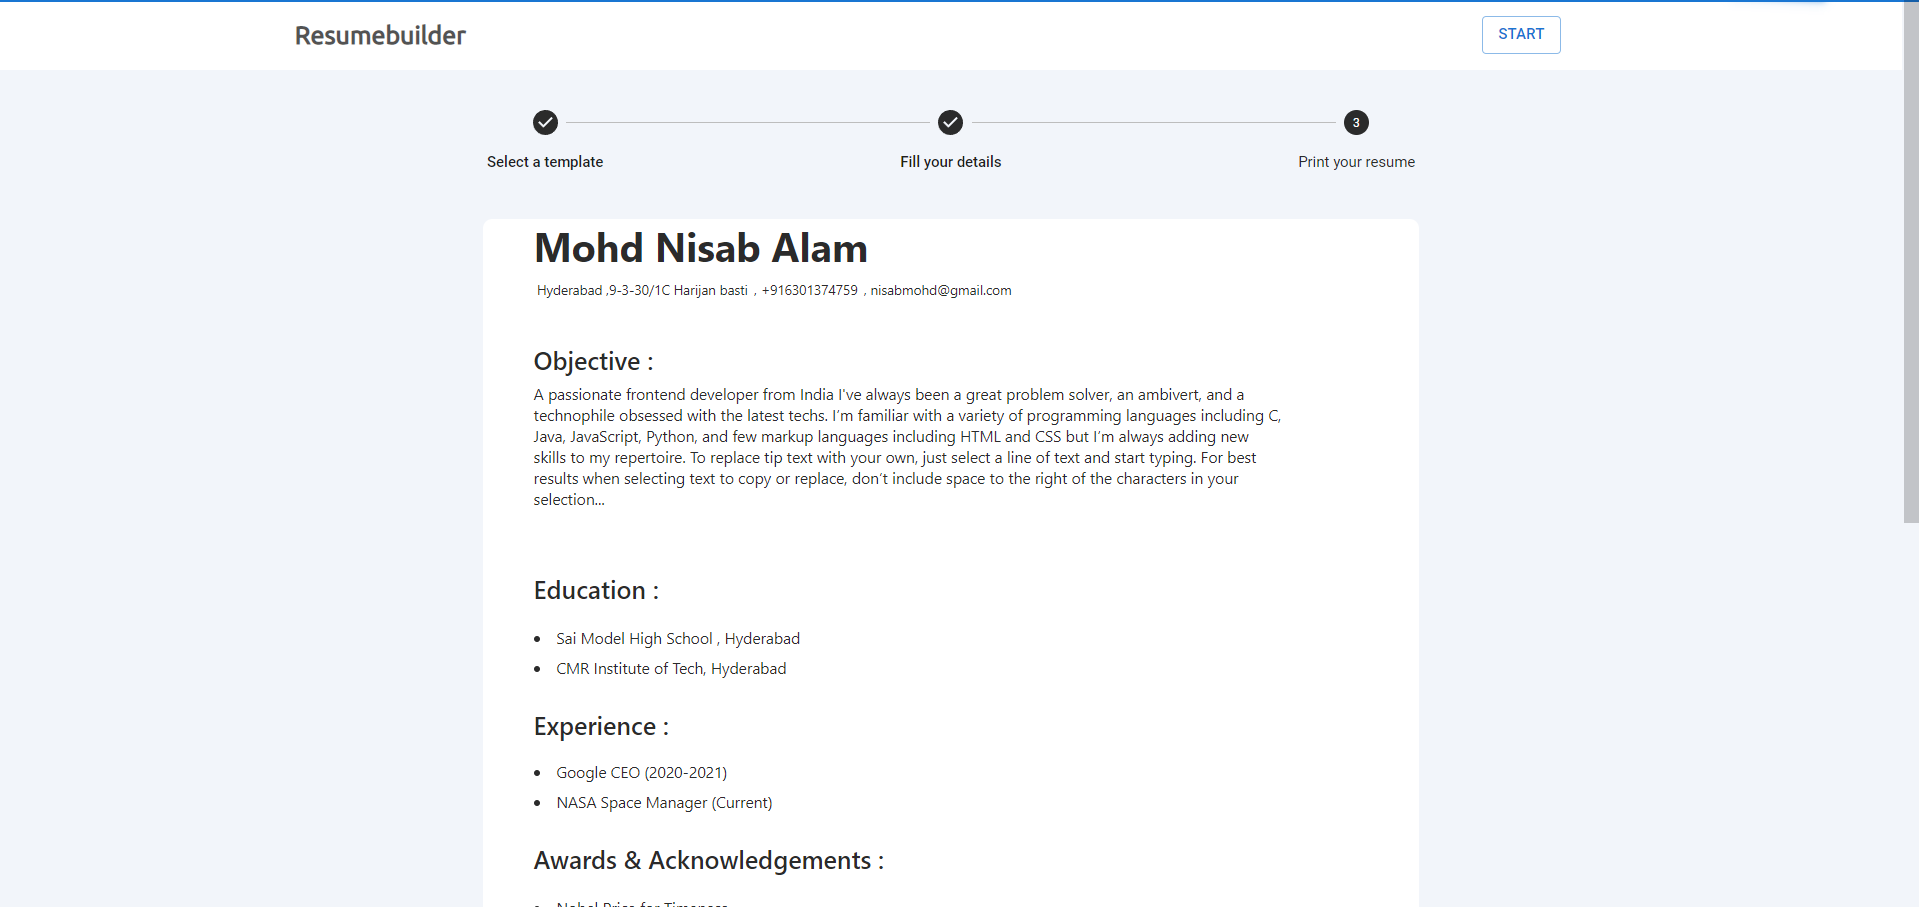 Resumebuilder
START
3
Select a template
Fill your details
Print your resume
Mohd Nisab Alam
Hyderabad ,9-3-30/1C Harijan basti , +916301374759 , nisabmohd@gmail.com
Objective :
A passionate frontend developer from India I've always been a great problem solver, an ambivert, and a
technophile obsessed with the latest techs. I’m familiar with a variety of programming languages including C,
Java, JavaScript, Python, and few markup languages including HTML and CSS but I’m always adding new
skills to my repertoire. To replace tip text with your own, just select a line of text and start typing. For best
results when selecting text to copy or replace, don’t include space to the right of the characters in your
selection...
Education :
Sai Model High School , Hyderabad
CMR Institute of Tech, Hyderabad
Experience :
Google CEO (2020-2021)
NASA Space Manager (Current)
Awards & Acknowledgements :